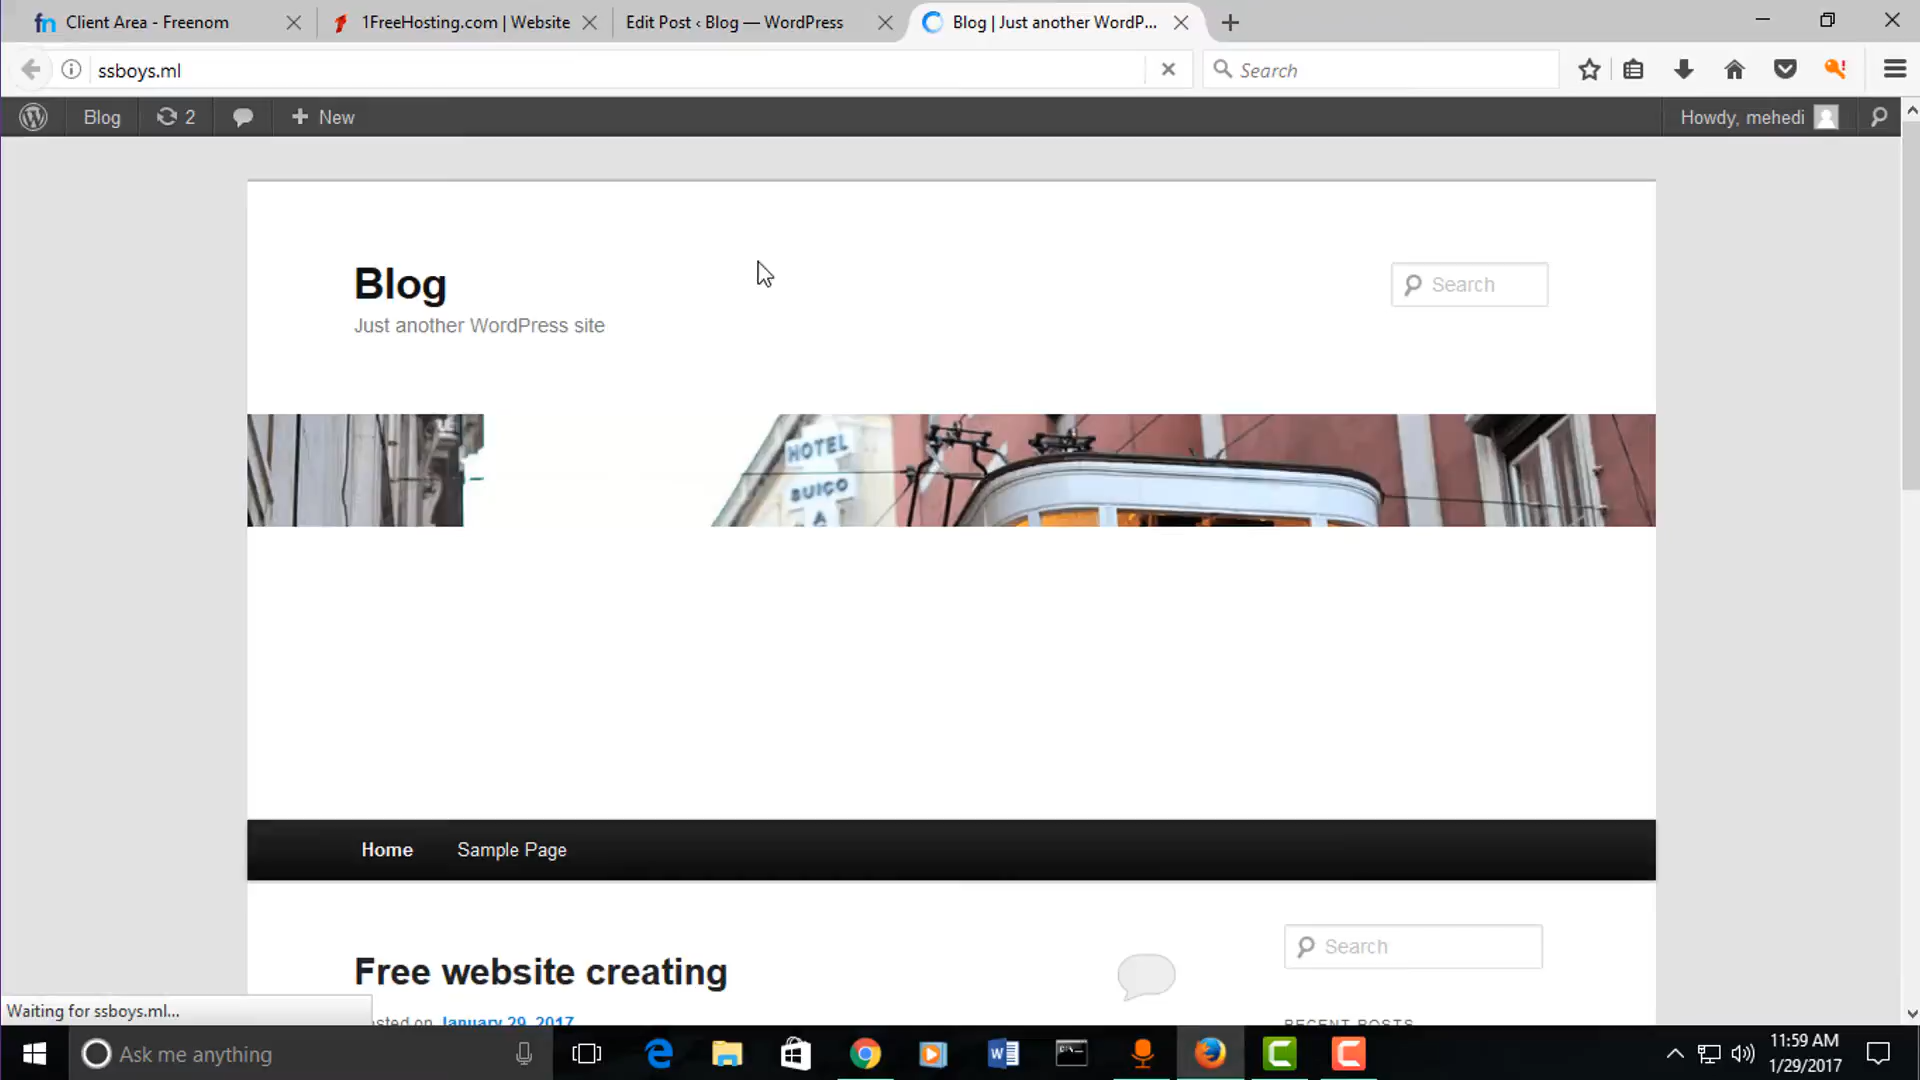 Client Area - Freenom
1FreeHosting.com | Website
Edit Post ‹ Blog — WordPress
Blog | Just another WordP...
ssboys.ml
Search
Blog
2
New
Howdy, mehedi
Blog
Search
Just another WordPress site
HOTEL
Home
Sample Page
Free website creating
Search
Posted on January 29, 2017
RECENT POSTS
Waiting for ssboys.ml...
Ask me anything
11:59 AM
1/29/2017